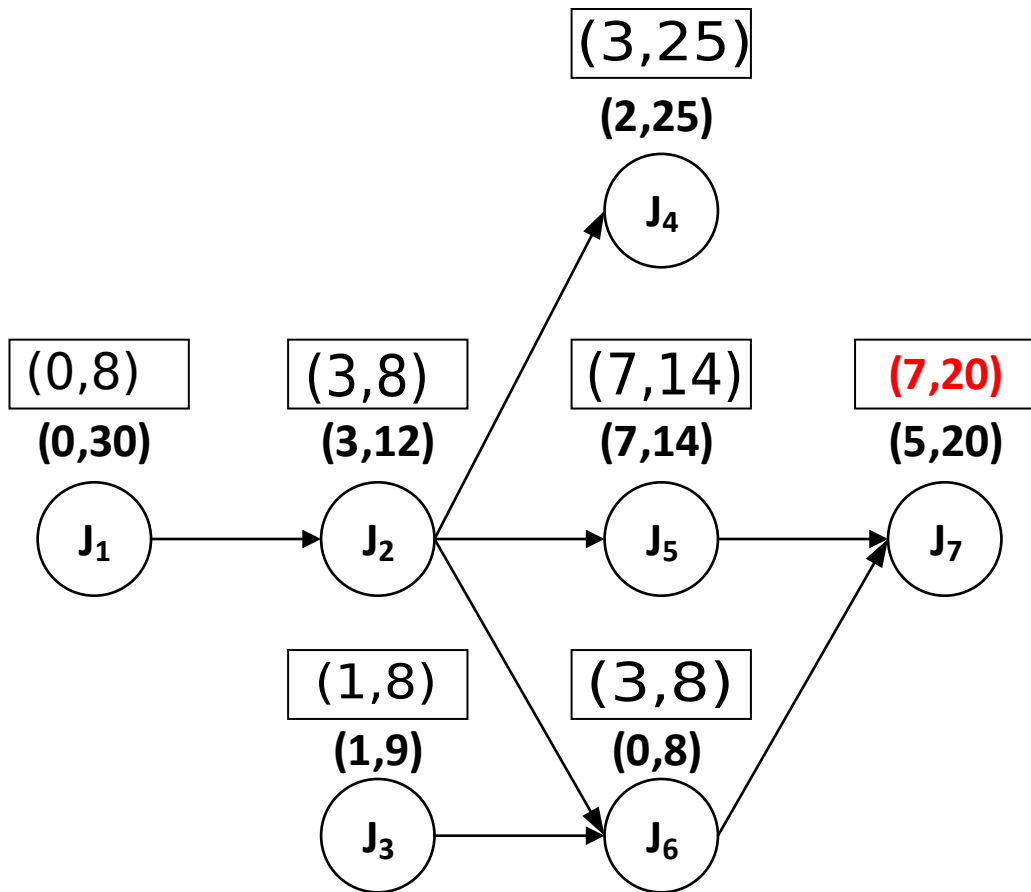 (3,25)
(2,25)
J4
(0,8)
(3,8)
(7,14)
(7,20)
(0,30)
(3,12)
(7,14)
(5,20)
J1
J2
J5
J7
(1,8)
(3,8)
(1,9)
(0,8)
J3
J6